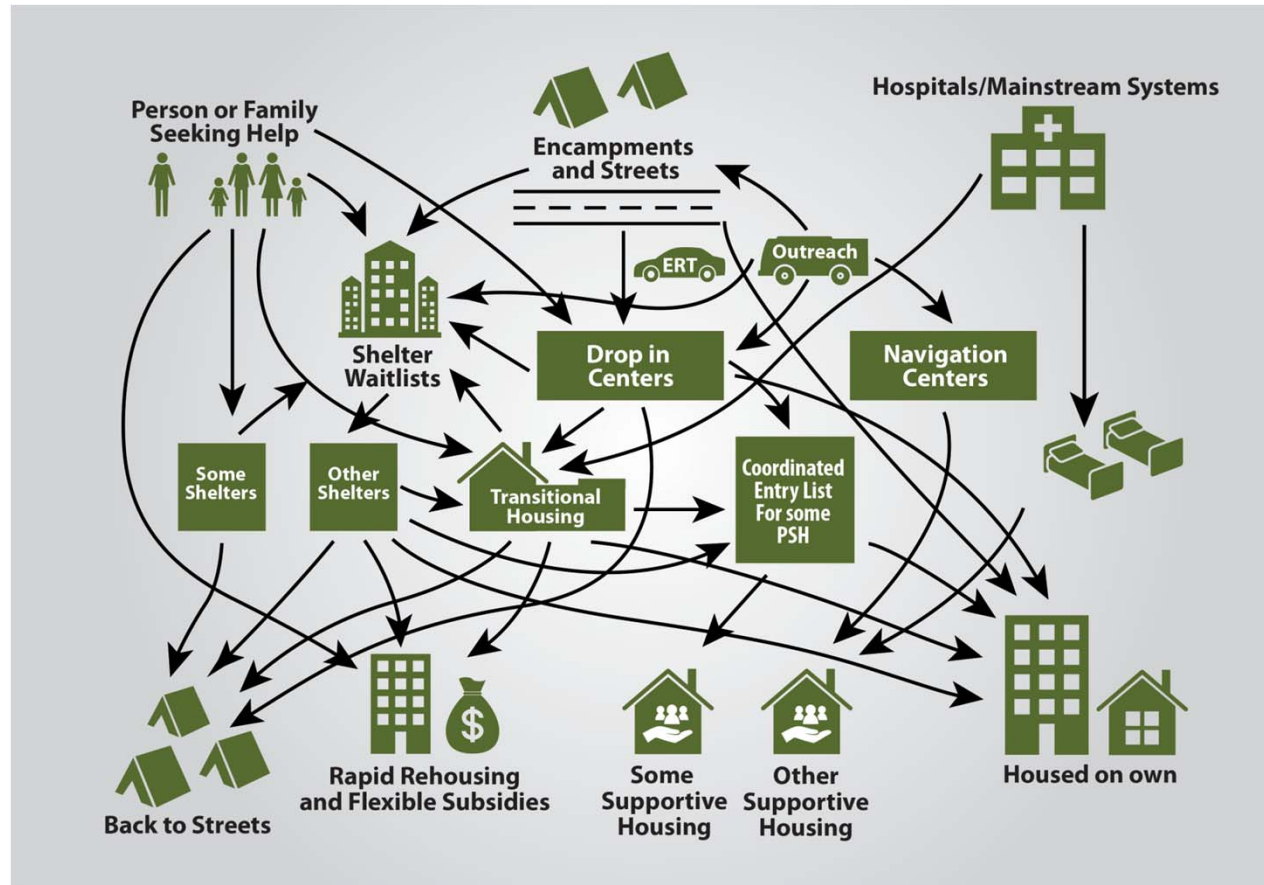 Person or Family
Seeking Help
Encampments
and Streets
Hospitals/Mainstream Systems
ERT
Outreach
Shelter
Waitlists
Drop in
Centers
Navigation
Centers
Some
Shelters
Other
Shelters
Transitional
Housing
Coordinated
Entry List
For some
PSH
Back to Streets
$
Rapid Rehousing
and Flexible Subsidies
Some
Supportive
Housing
Other
Supportive
Housing
Housed on own